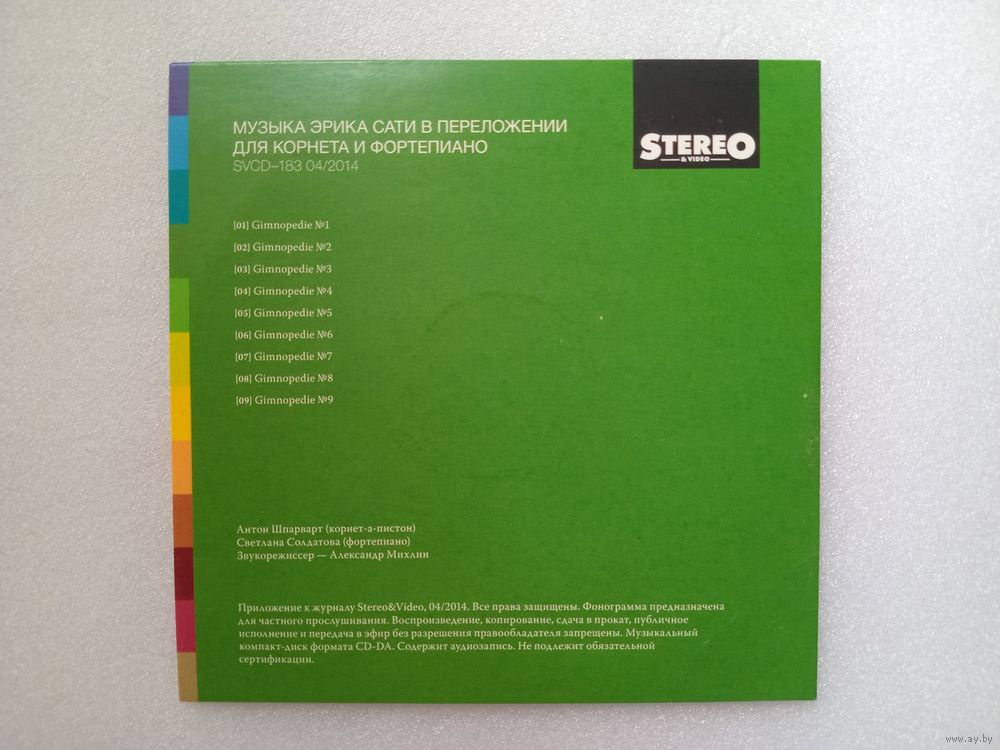 МУЗЫКА ЭРИКА САТИ В ПЕРЕЛОЖЕНИИ
ДЛЯ КОРНЕТА И ФОРТЕПИАНО
SVCD–183 04/2014
STEREO
& VIDEO
[01] Gimnopedie №1
[02] Gimnopedie №2
[03] Gimnopedie №3
[04] Gimnopedie №4
[05] Gimnopedie №5
[06] Gimnopedie №6
[07] Gimnopedie №7
[08] Gimnopedie №8
[09] Gimnopedie №9
Антон Шпарварт (корнет-а-пистон)
Светлана Солдатова (фортепиано)
Звукорежиссер — Александр Михлин
Приложение к журналу Stereo&Video, 04/2014. Все права защищены. Фонограмма предназначена
для частного прослушивания. Воспроизведение, копирование, сдача в прокат, публичное
исполнение и передача в эфир без разрешения правообладателя запрещены. Музыкальный
компакт-диск формата CD-DA. Содержит аудиозапись. Не подлежит обязательной
сертификации.
www.ay.by